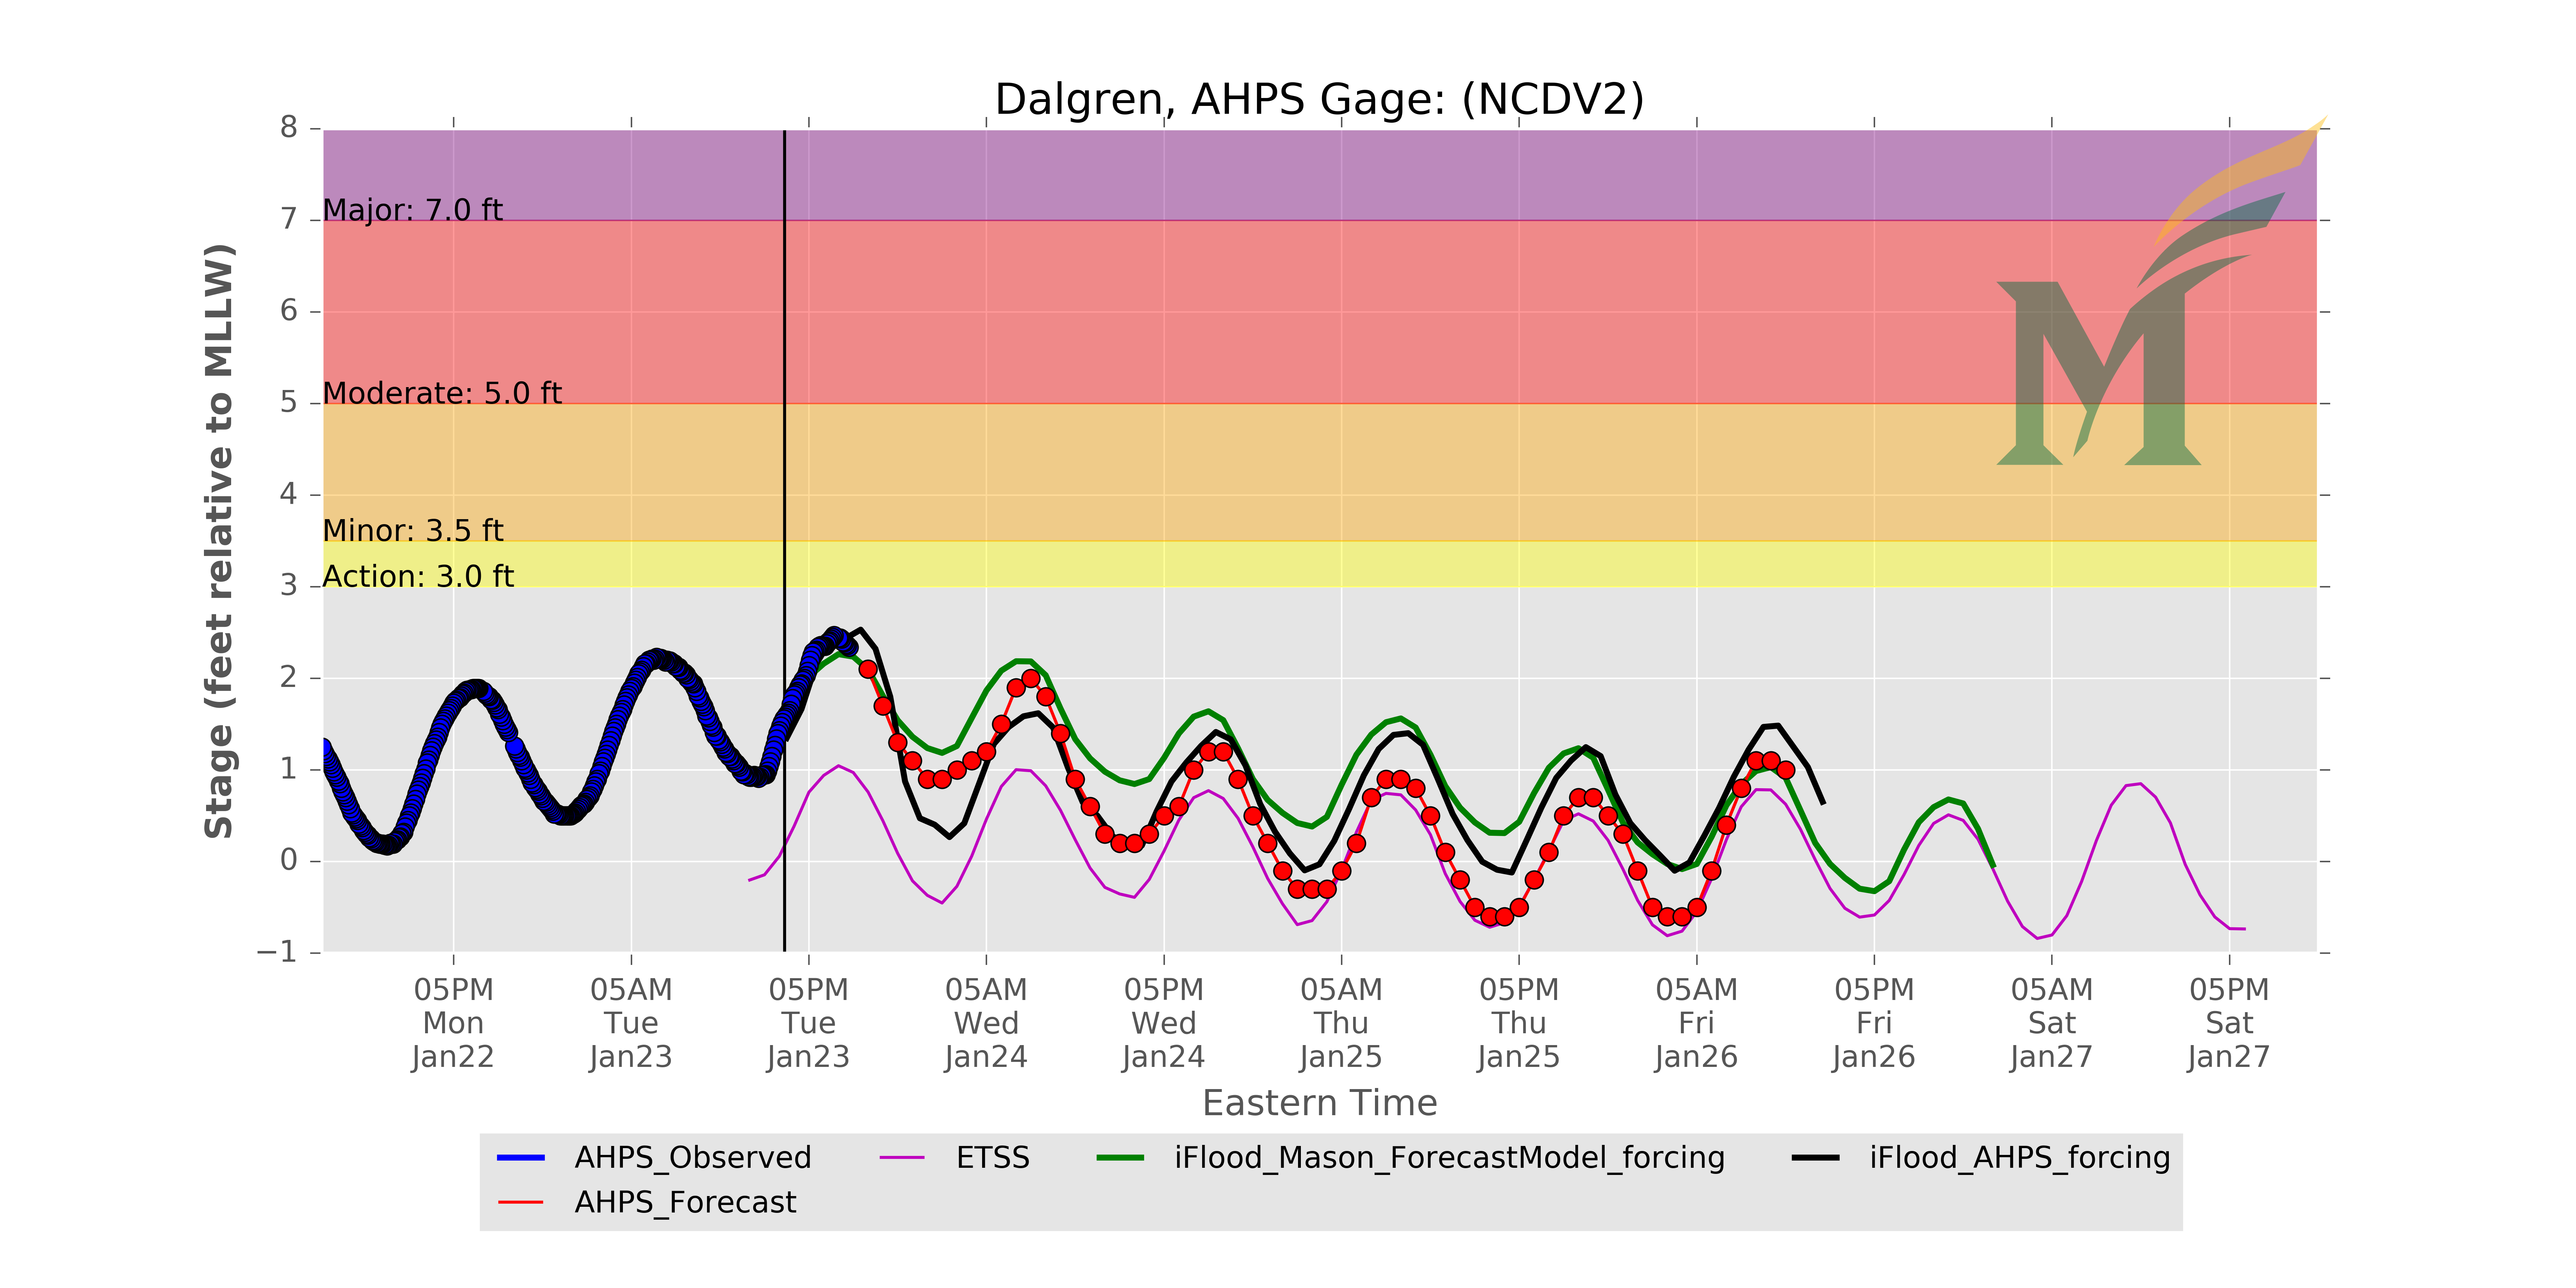 Dalgren, AHPS Gage: (NCDV2)
Stage (feet relative to MLLW)
8
7
6
5
4
3
2
1
0
−1
Major: 7.0 ft
Moderate: 5.0 ft
Minor: 3.5 ft
Action: 3.0 ft
M
05PM 05AM 05PM 05AM 05PM 05AM 05PM 05AM 05PM 05AM 05PM
Mon Tue Tue Wed Wed Thu Thu Fri Fri Sat Sat
Jan22 Jan23 Jan23 Jan24 Jan24 Jan25 Jan25 Jan26 Jan26 Jan27 Jan27
Eastern Time
AHPS_Observed ETSS iFlood_Mason_ForecastModel_forcing iFlood_AHPS_forcing
AHPS_Forecast